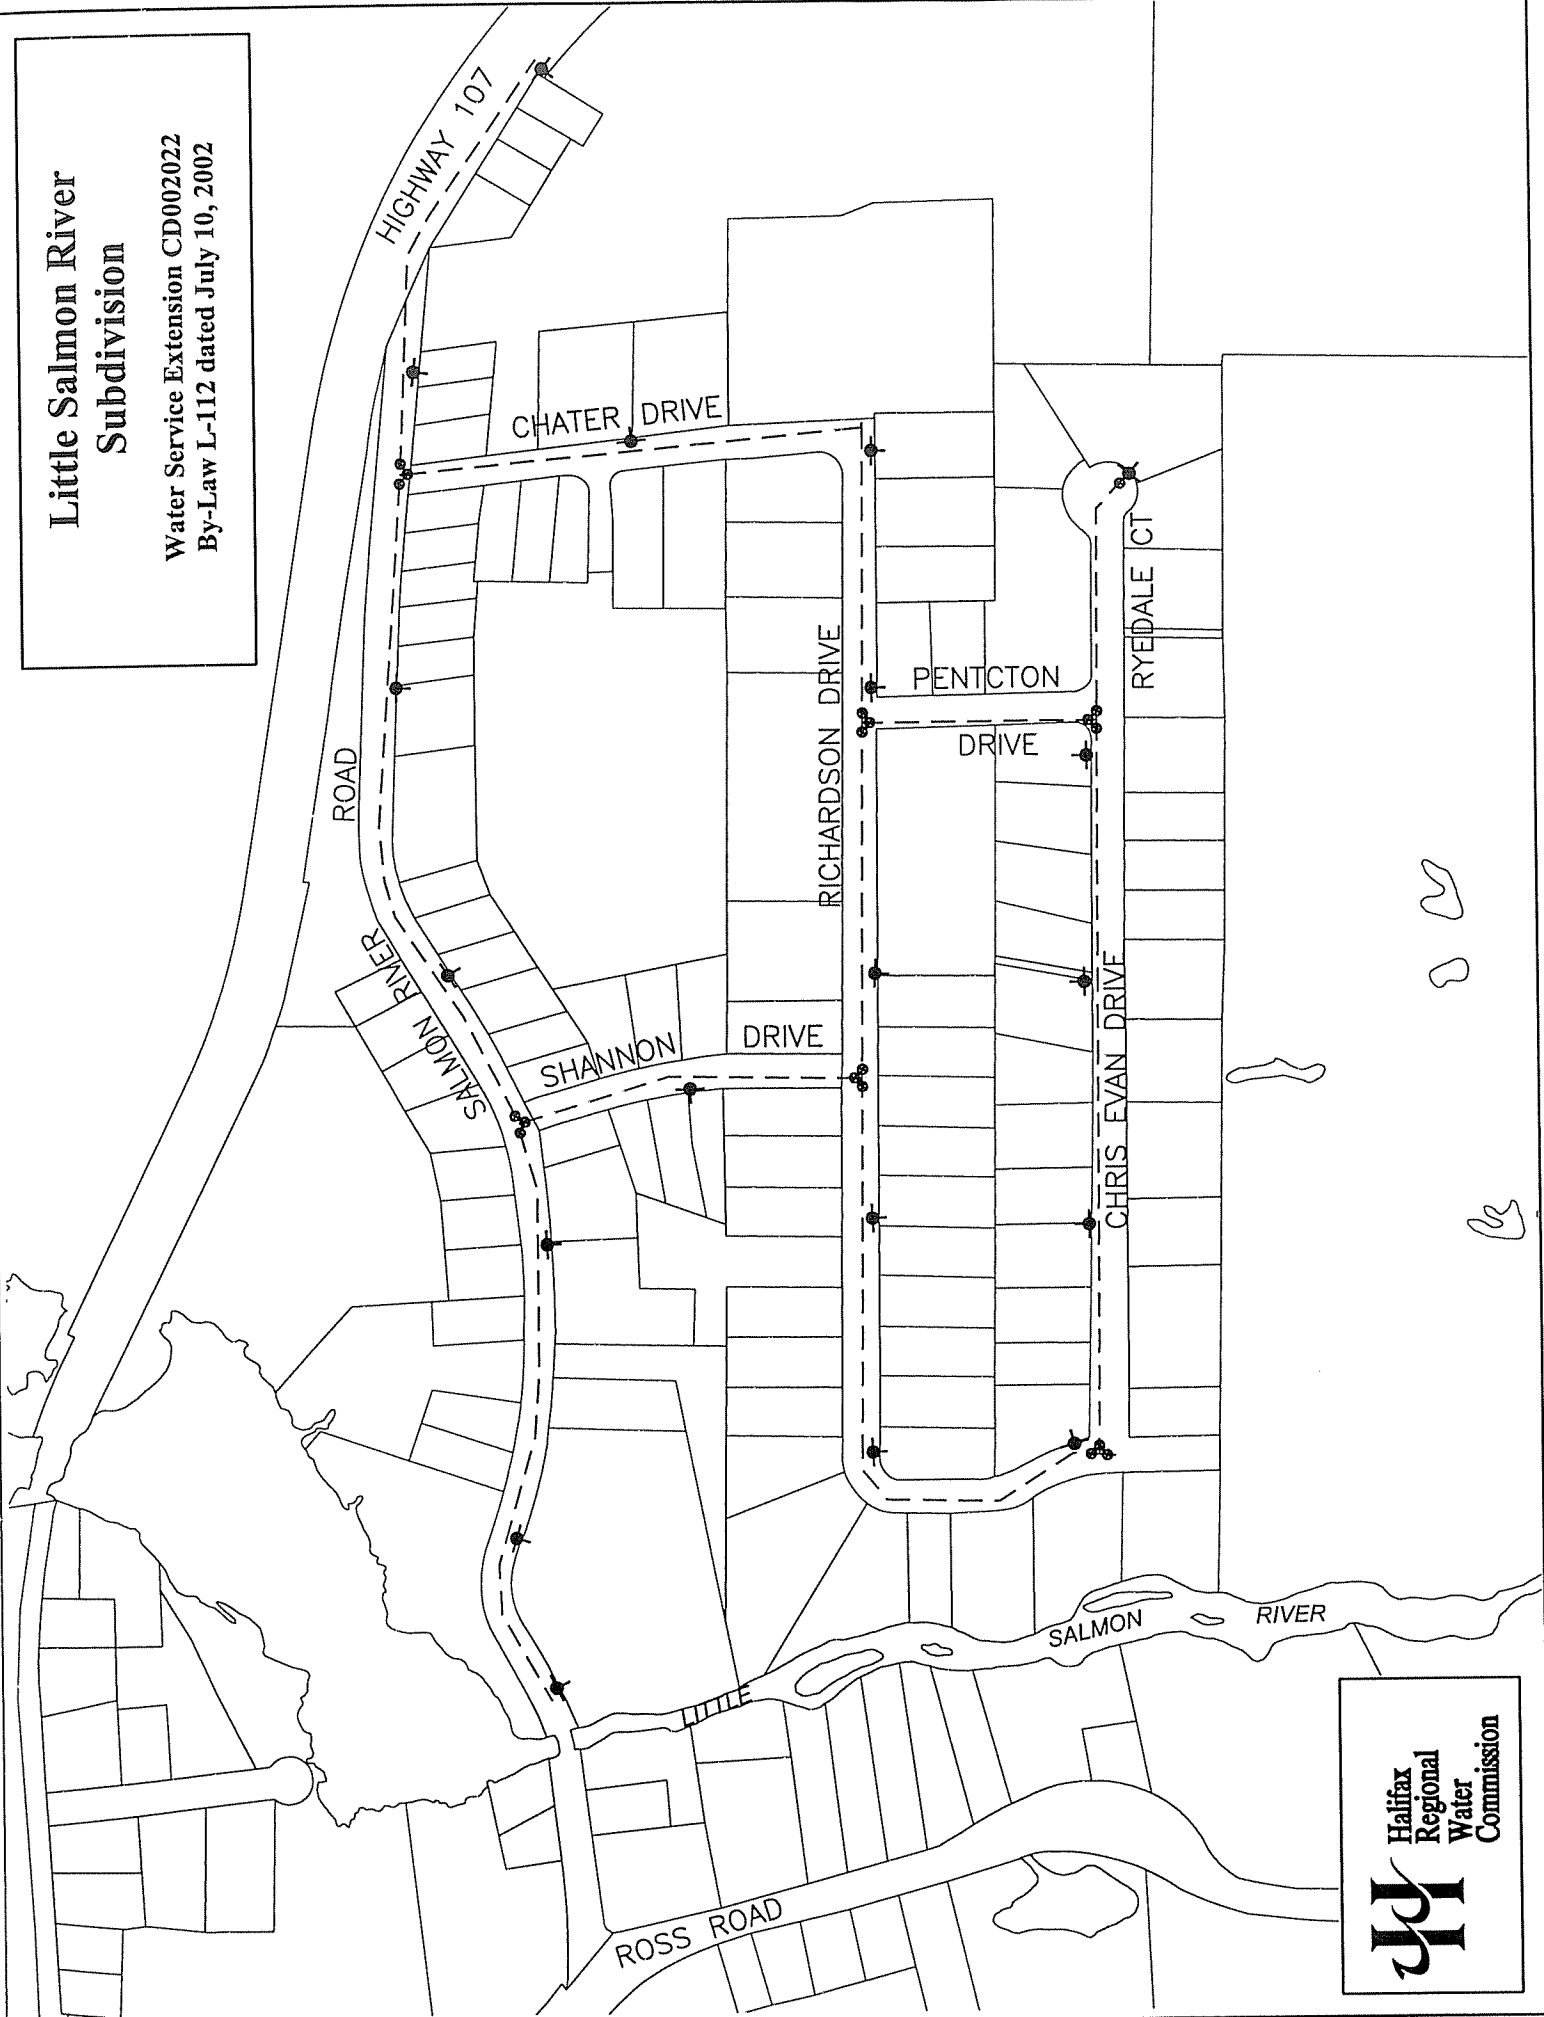 Little Salmon River
Subdivision
Water Service Extension CD002022
By-Law L-112 dated July 10, 2002
HIGHWAY 107
CHATER DRIVE
ROAD
RIVER
SALMON
SHANNON DRIVE
RICHARDSON DRIVE
PENTCTON
DRIVE
RYEDALE CT
CHRIS EVAN DRIVE
LITTLE
SALMON
RIVER
ROSS ROAD
Halifax
Regional
Water
Commission